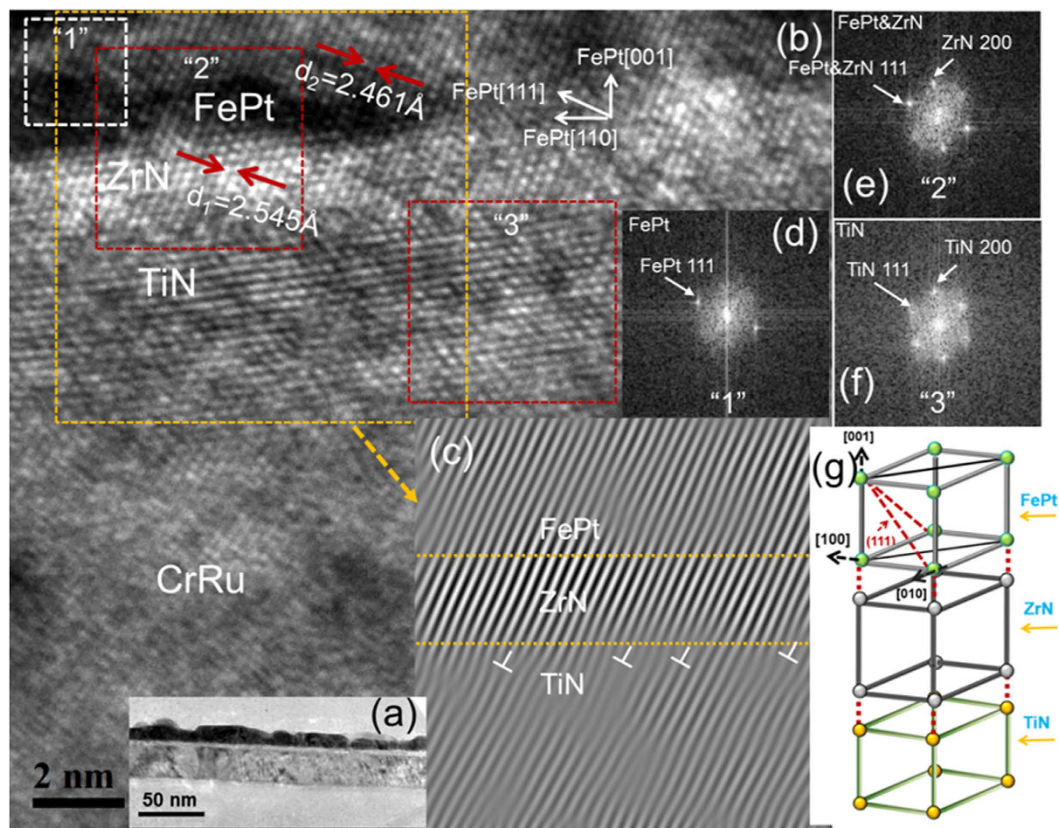 "1"
"2"
FePt
d₂=2.461Å
FePt[001]
FePt[111]
FePt[110]
(b)
ZrN
d₁=2.545Å
TiN
"3"
CrRu
2 nm
(a)
50 nm
(c)
FePt
ZrN
TiN
FePt
(d)
FePt 111
"1"
FePt&ZrN
ZrN 200
FePt&ZrN 111
(e)
"2"
TiN
TiN 200
TiN 111
(f)
"3"
(g)
[001]
FePt
(111)
[100]
[010]
ZrN
TiN